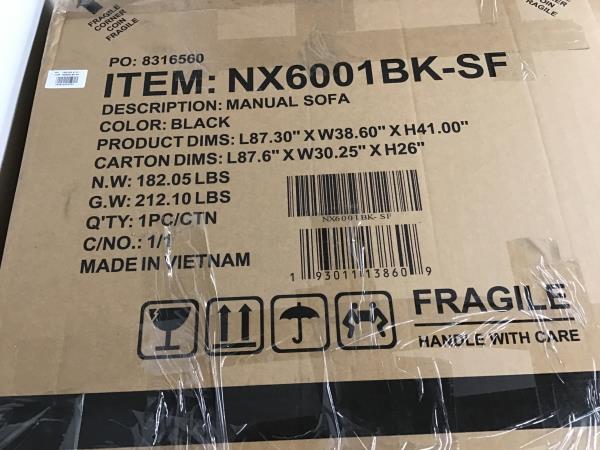 FRAGILE
CORNER
COIN
FRAGILE
COIN
FRAGILE
PO: 8316560
ITEM: NX6001BK-SF
DESCRIPTION: MANUAL SOFA
COLOR: BLACK
PRODUCT DIMS: L87.30" X W38.60" X H41.00"
CARTON DIMS: L87.6" X W30.25" X H26"
N.W: 182.05 LBS
G.W: 212.10 LBS
Q'TY: 1PC/CTN
C/NO.: 1/1
MADE IN VIETNAM
NX6001BK- SF
1 93011 13860 9
FRAGILE
HANDLE WITH CARE